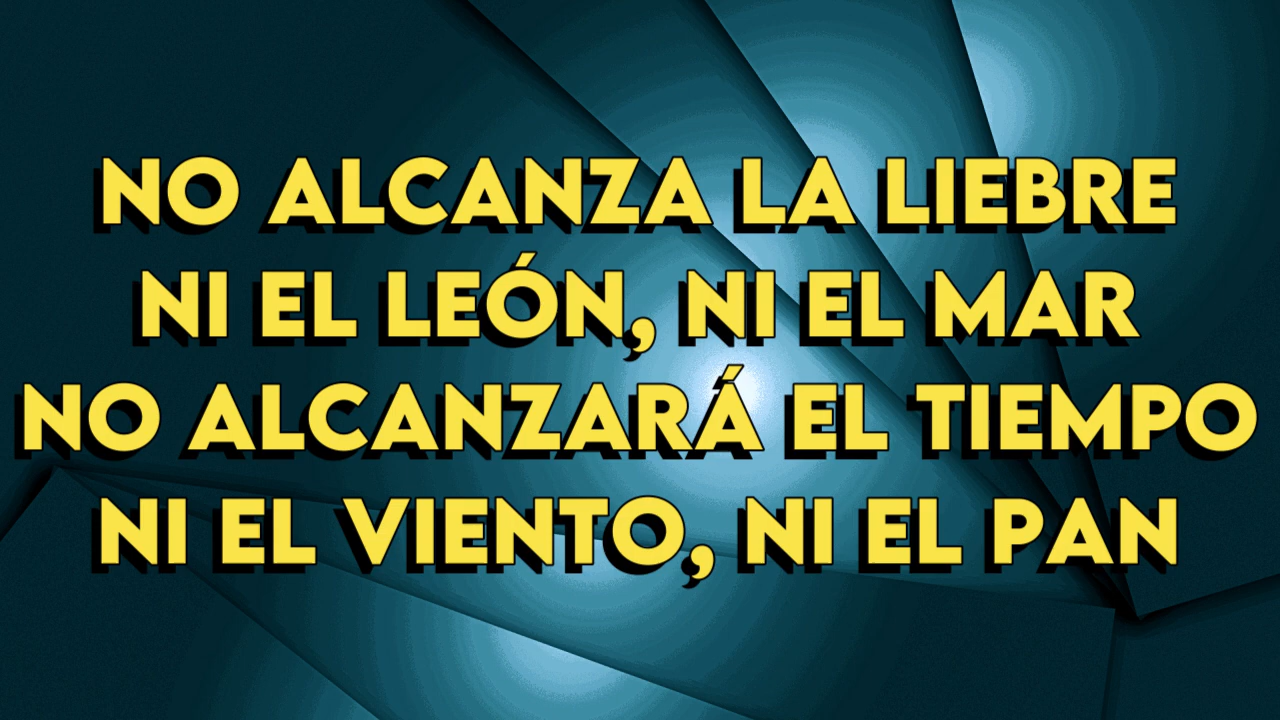 NO ALCANZA LA LIEBRE
NI EL LEÓN, NI EL MAR
NO ALCANZARÁ EL TIEMPO
NI EL VIENTO, NI EL PAN